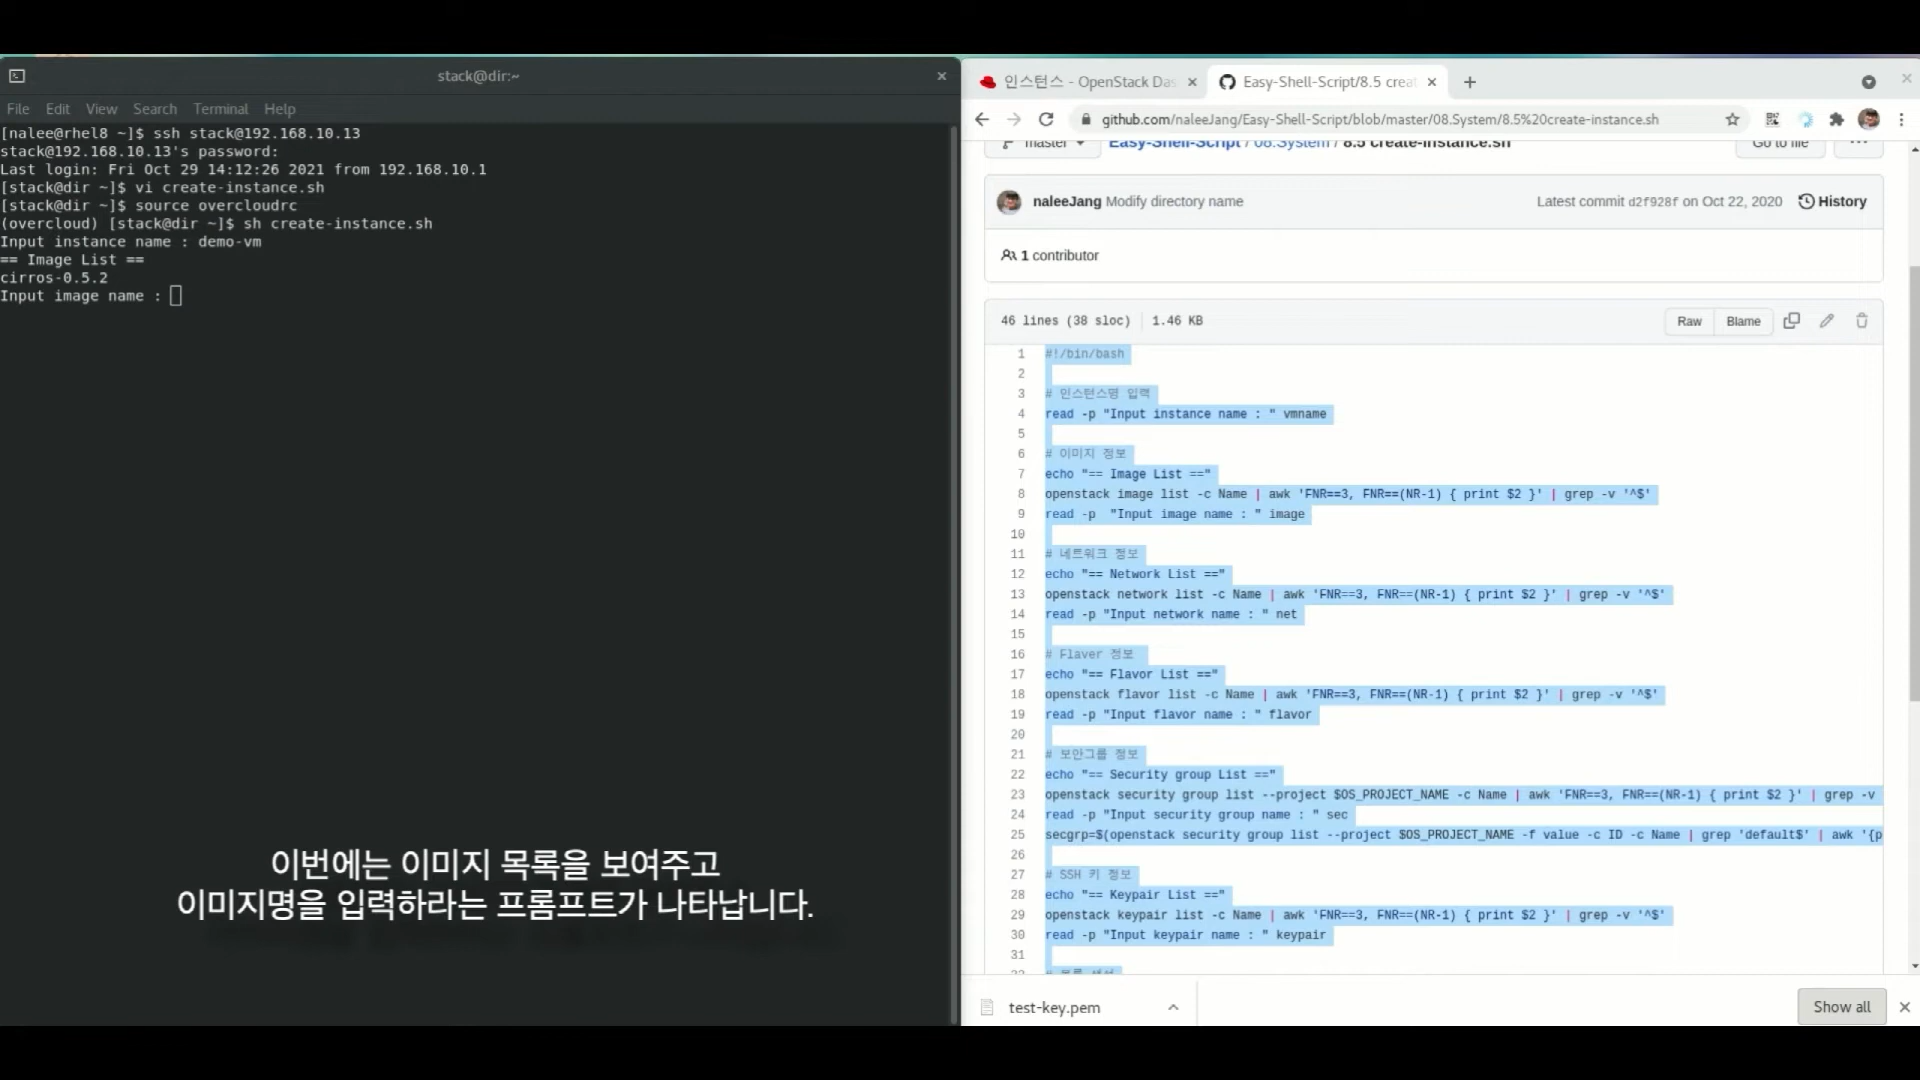 stack@dir:~
File Edit View Search Terminal Help
[nalee@rhel8 ~]$ ssh stack@192.168.10.13
stack@192.168.10.13's password:
Last login: Fri Oct 29 14:12:26 2021 from 192.168.10.1
[stack@dir ~]$ vi create-instance.sh
[stack@dir ~]$ source overcloudrc
(overcloud) [stack@dir ~]$ sh create-instance.sh
Input instance name : demo-vm
== Image List ==
cirros-0.5.2
Input image name :
이번에는 이미지 목록을 보여주고
이미지명을 입력하라는 프롬프트가 나타납니다.
인스턴스 - OpenStack Das
Easy-Shell-Script/8.5 creat
github.com/naleeJang/Easy-Shell-Script/blob/master/08.System/8.5%20create-instance.sh
master Easy-Shell-Script / 08.System / 8.5 create-instance.sh Go to file
naleeJang Modify directory name Latest commit d2f928f on Oct 22, 2020 History
1 contributor
46 lines (38 sloc) 1.46 KB Raw Blame
1 #!/bin/bash
2
3 # 인스턴스명 입력
4 read -p "Input instance name : " vmname
5
6 # 이미지 정보
7 echo "== Image List =="
8 openstack image list -c Name | awk 'FNR==3, FNR==(NR-1) { print $2 }' | grep -v '^$'
9 read -p  "Input image name : " image
10
11 # 네트워크 정보
12 echo "== Network List =="
13 openstack network list -c Name | awk 'FNR==3, FNR==(NR-1) { print $2 }' | grep -v '^$'
14 read -p "Input network name : " net
15
16 # Flaver 정보
17 echo "== Flavor List =="
18 openstack flavor list -c Name | awk 'FNR==3, FNR==(NR-1) { print $2 }' | grep -v '^$'
19 read -p "Input flavor name : " flavor
20
21 # 보안그룹 정보
22 echo "== Security group List =="
23 openstack security group list --project $OS_PROJECT_NAME -c Name | awk 'FNR==3, FNR==(NR-1) { print $2 }' | grep -v
24 read -p "Input security group name : " sec
25 secgrp=$(openstack security group list --project $OS_PROJECT_NAME -f value -c ID -c Name | grep 'default$' | awk '{p
26
27 # SSH 키 정보
28 echo "== Keypair List =="
29 openstack keypair list -c Name | awk 'FNR==3, FNR==(NR-1) { print $2 }' | grep -v '^$'
30 read -p "Input keypair name : " keypair
31
test-key.pem
Show all